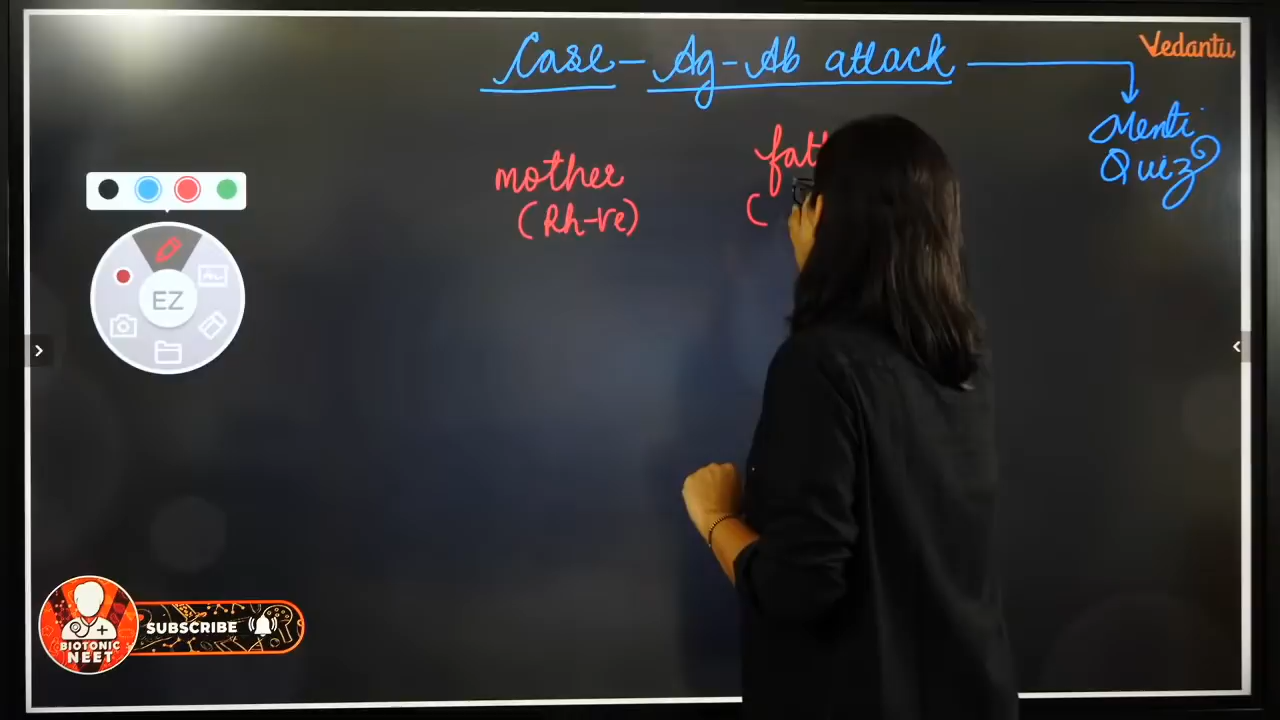 Case - Ag - Ab attack
Vedantu
Menti
Quiz?
mother
(Rh-ve)
(
EZ
SUBSCRIBE
BIOTONIC
NEET